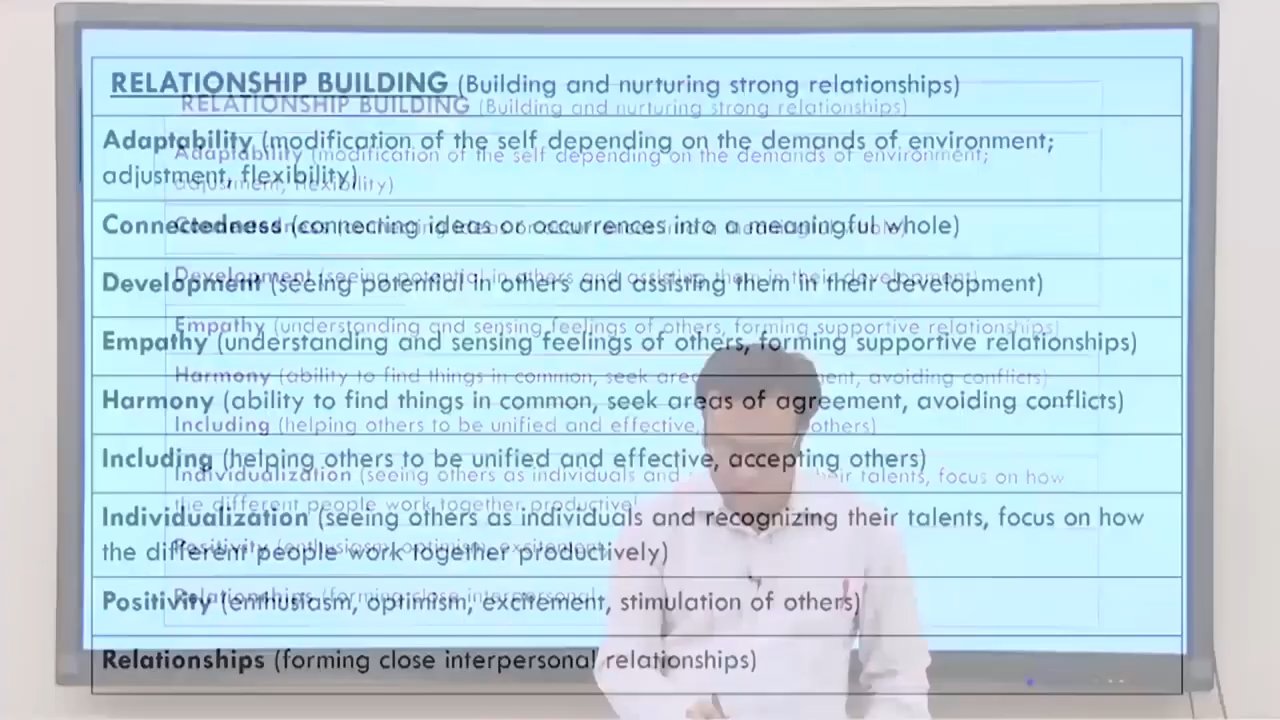 RELATIONSHIP BUILDING (Building and nurturing strong relationships)
Adaptability (modification of the self depending on the demands of environment;
adjustment, flexibility)
Connectedness (connecting ideas or occurrences into a meaningful whole)
Development (seeing potential in others and assisting them in their development)
Empathy (understanding and sensing feelings of others, forming supportive relationships)
Harmony (ability to find things in common, seek areas of agreement, avoiding conflicts)
Including (helping others to be unified and effective, accepting others)
Individualization (seeing others as individuals and recognizing their talents, focus on how
the different people work together productively)
Positivity (enthusiasm, optimism, excitement, stimulation of others)
Relationships (forming close interpersonal relationships)